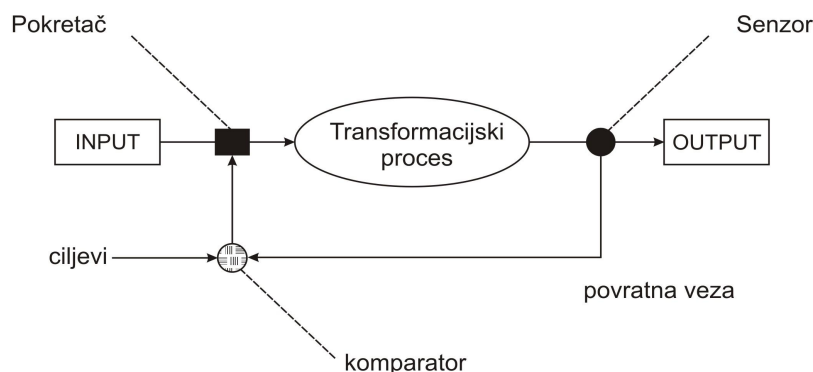 Pokretač
Senzor
INPUT
Transformacijski
proces
OUTPUT
ciljevi
povratna veza
komparator